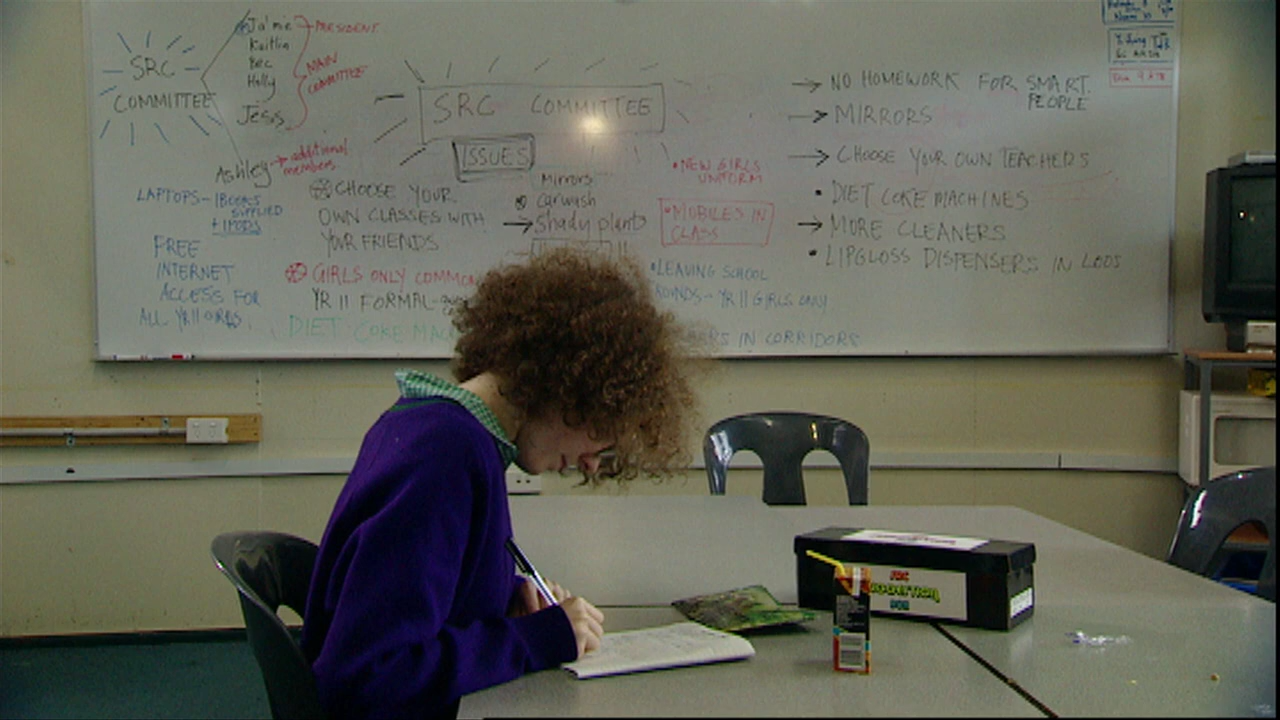 SRC
COMMITTEE
Ja'mie
Kaitlin
Bec
Holly
Jesus
PRESIDENT
MAIN
COMMITTEE
Ashley
additional
members
LAPTOPS-
SUPPLIED
+ IPODS
FREE
INTERNET
ACCESS FOR
ALL YR 11 GIRLS.
SRC COMMITTEE
ISSUES
CHOOSE YOUR
OWN CLASSES WITH
YOUR FRIENDS
GIRLS ONLY COMMON
YR 11 FORMAL-
DIET COKE MAC
Mirrors
carwash
→ Shady plants
!!
• NEW GIRLS
UNIFORM
• MOBILES IN
CLASS
• LEAVING SCHOOL
- YR 11 GIRLS ONLY
IN CORRIDORS
→ NO HOMEWORK FOR SMART
PEOPLE
→ MIRRORS
→ CHOOSE YOUR OWN TEACHERS
• DIET COKE MACHINES
→ MORE CLEANERS
• LIPGLOSS DISPENSERS IN LOOS
SRC